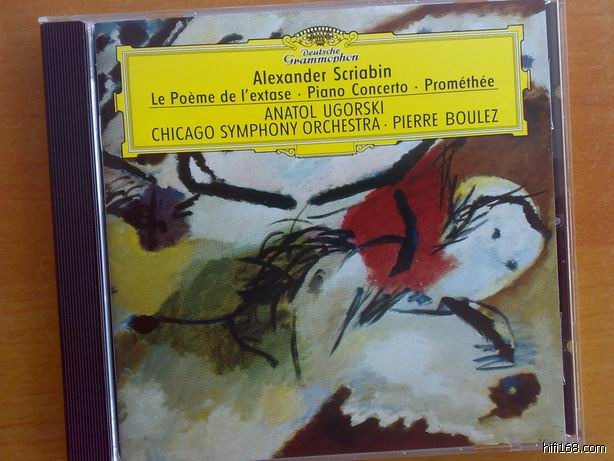 Deutsche
Grammophon
Alexander Scriabin
Le Poème de l'extase · Piano Concerto · Prométhée
ANATOL UGORSKI
CHICAGO SYMPHONY ORCHESTRA · PIERRE BOULEZ
hifi168.com